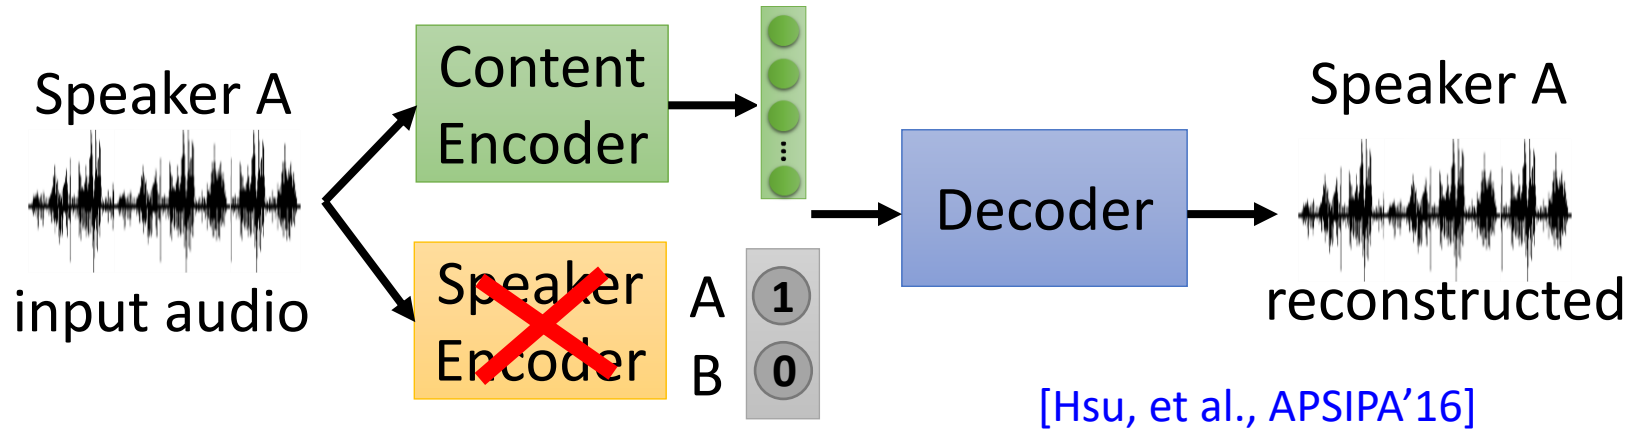 Speaker A
input audio
Content
Encoder
Speaker
Encoder
A 1
B 0
...
Decoder
Speaker A
reconstructed
[Hsu, et al., APSIPA’16]